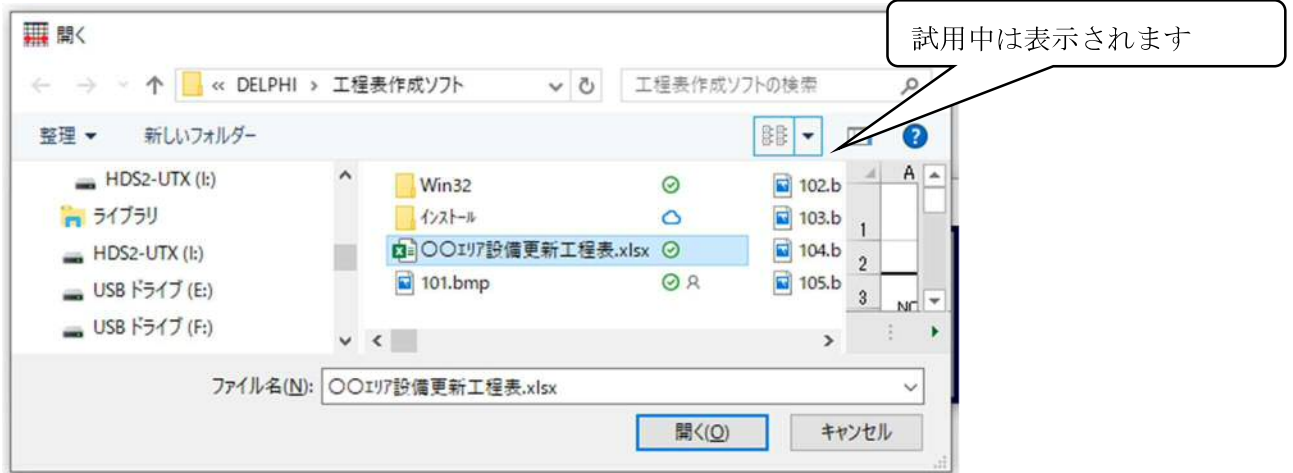 試用中は表示されます
開く
« DELPHI › 工程表作成ソフト
工程表作成ソフトの検索
整理
新しいフォルダー
HDS2-UTX (I:)
ライブラリ
HDS2-UTX (I:)
USB ドライブ (E:)
USB ドライブ (F:)
Win32
インストール
〇〇エリア設備更新工程表.xlsx
101.bmp
102.b
103.b
104.b
105.b
A
1
2
3
NO
ファイル名(N):
〇〇エリア設備更新工程表.xlsx
開く(O)
キャンセル